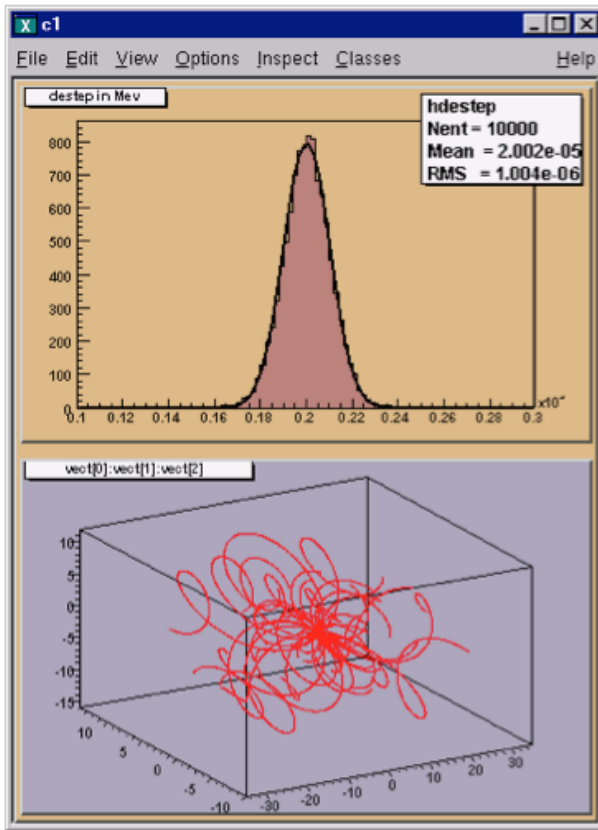 c1
File Edit View Options Inspect Classes Help
destep in Mev
hdestep
Nent = 10000
Mean = 2.002e-05
RMS = 1.004e-06
800
700
600
500
400
300
200
100
0
0.1 0.12 0.14 0.16 0.18 0.2 0.22 0.24 0.26 0.28 0.3
vect[0]:vect[1]:vect[2]
10
5
0
-5
-10
-15
10 5 0 -5 -10
-30 -20 -10 0 10 20 30